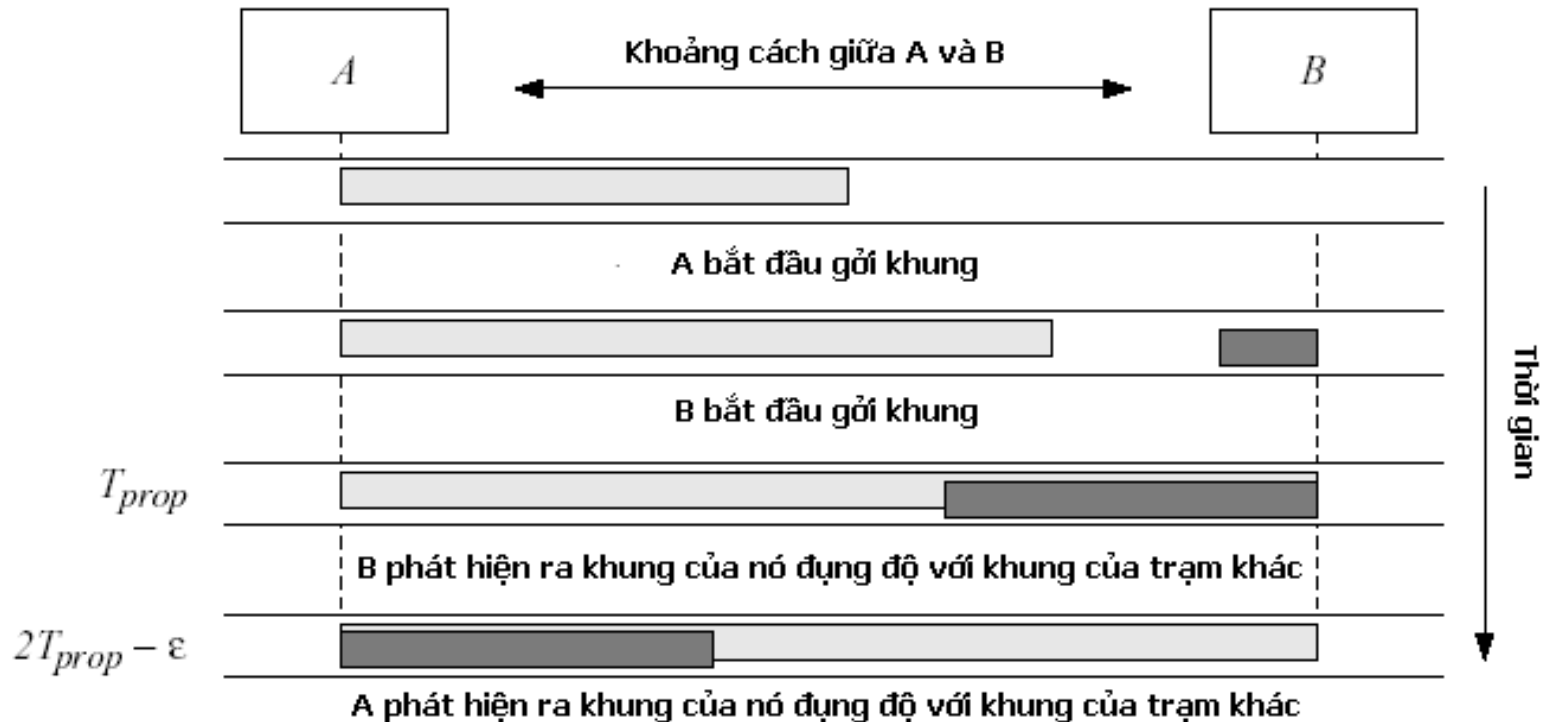 A
Khoảng cách giữa A và B
B
A bắt đầu gởi khung
B bắt đầu gởi khung
T_prop
B phát hiện ra khung của nó đụng độ với khung của trạm khác
2T_prop − ε
A phát hiện ra khung của nó đụng độ với khung của trạm khác
Thời gian